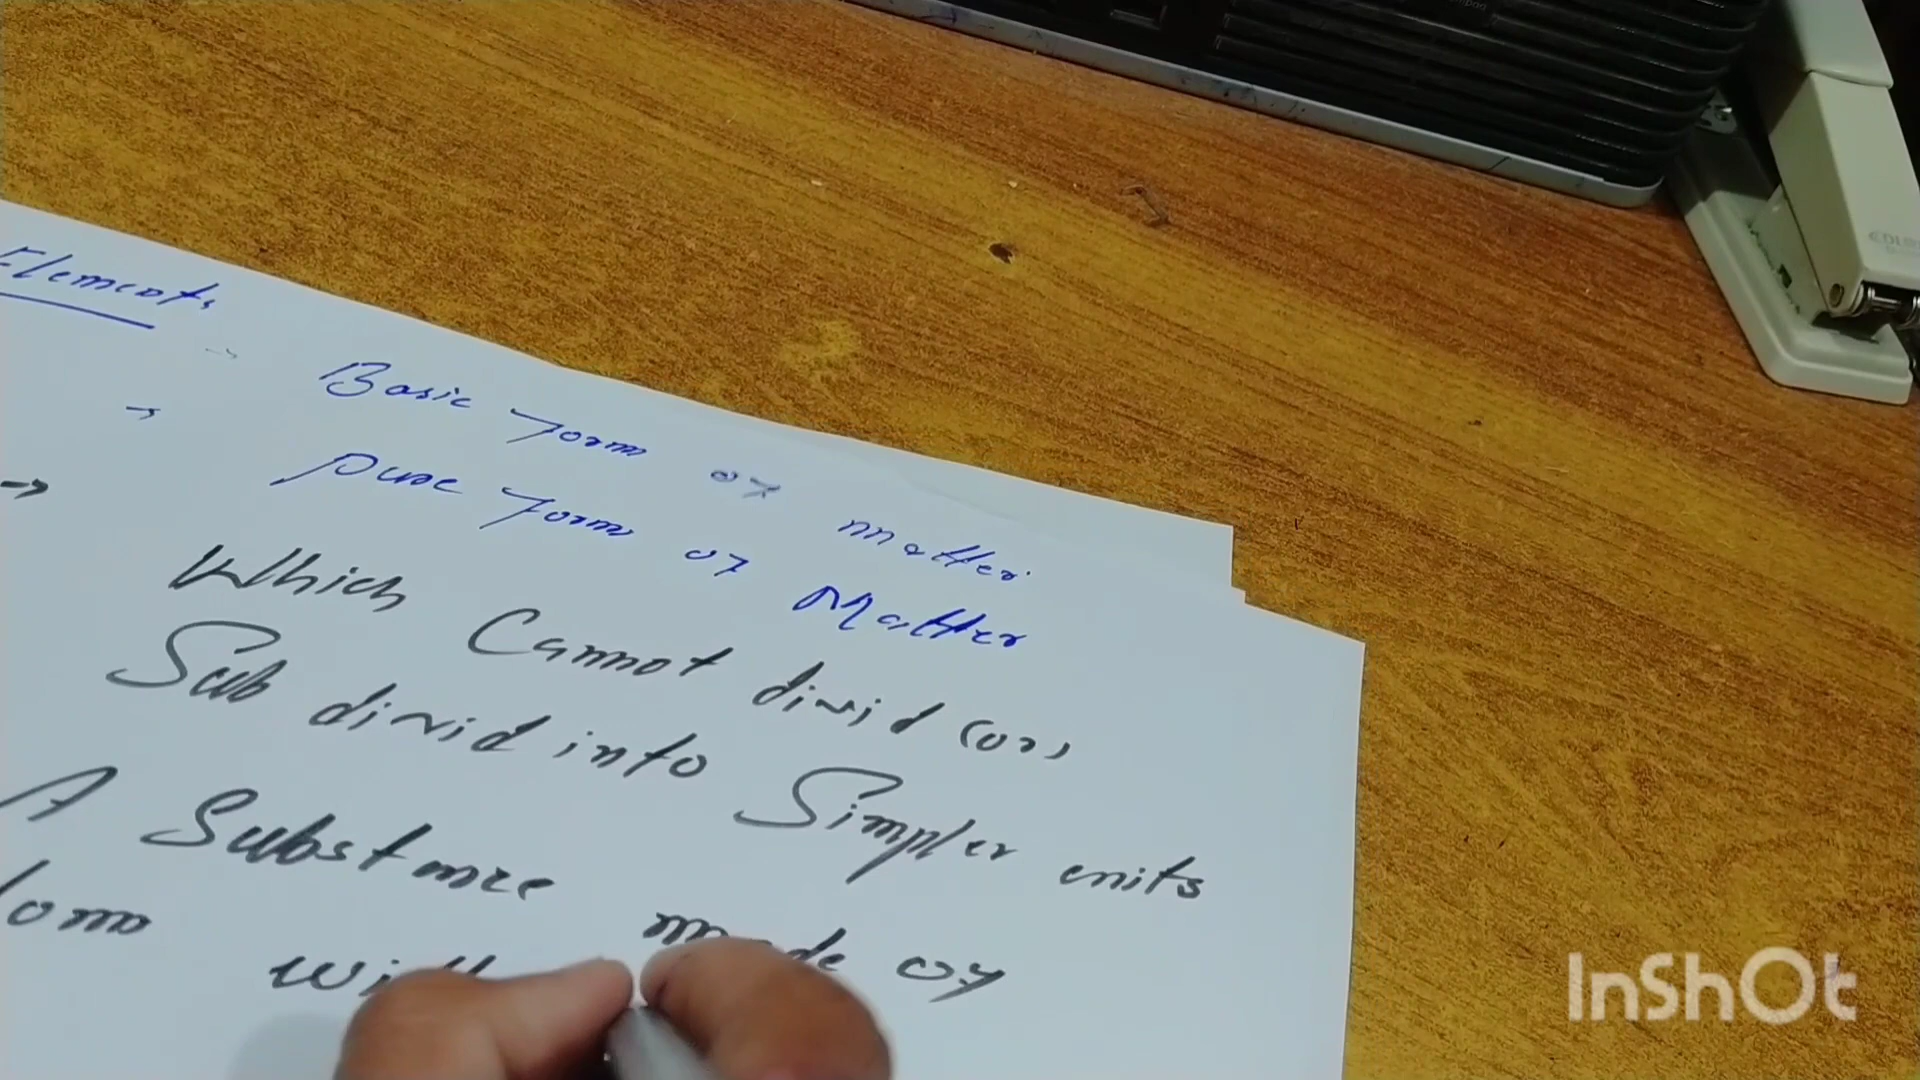 Elements
Basic form of matter.
pure form of Matter
Which Cannot divid (or)
Sub divid into Simpler units
A Substance made of
with
InShOt